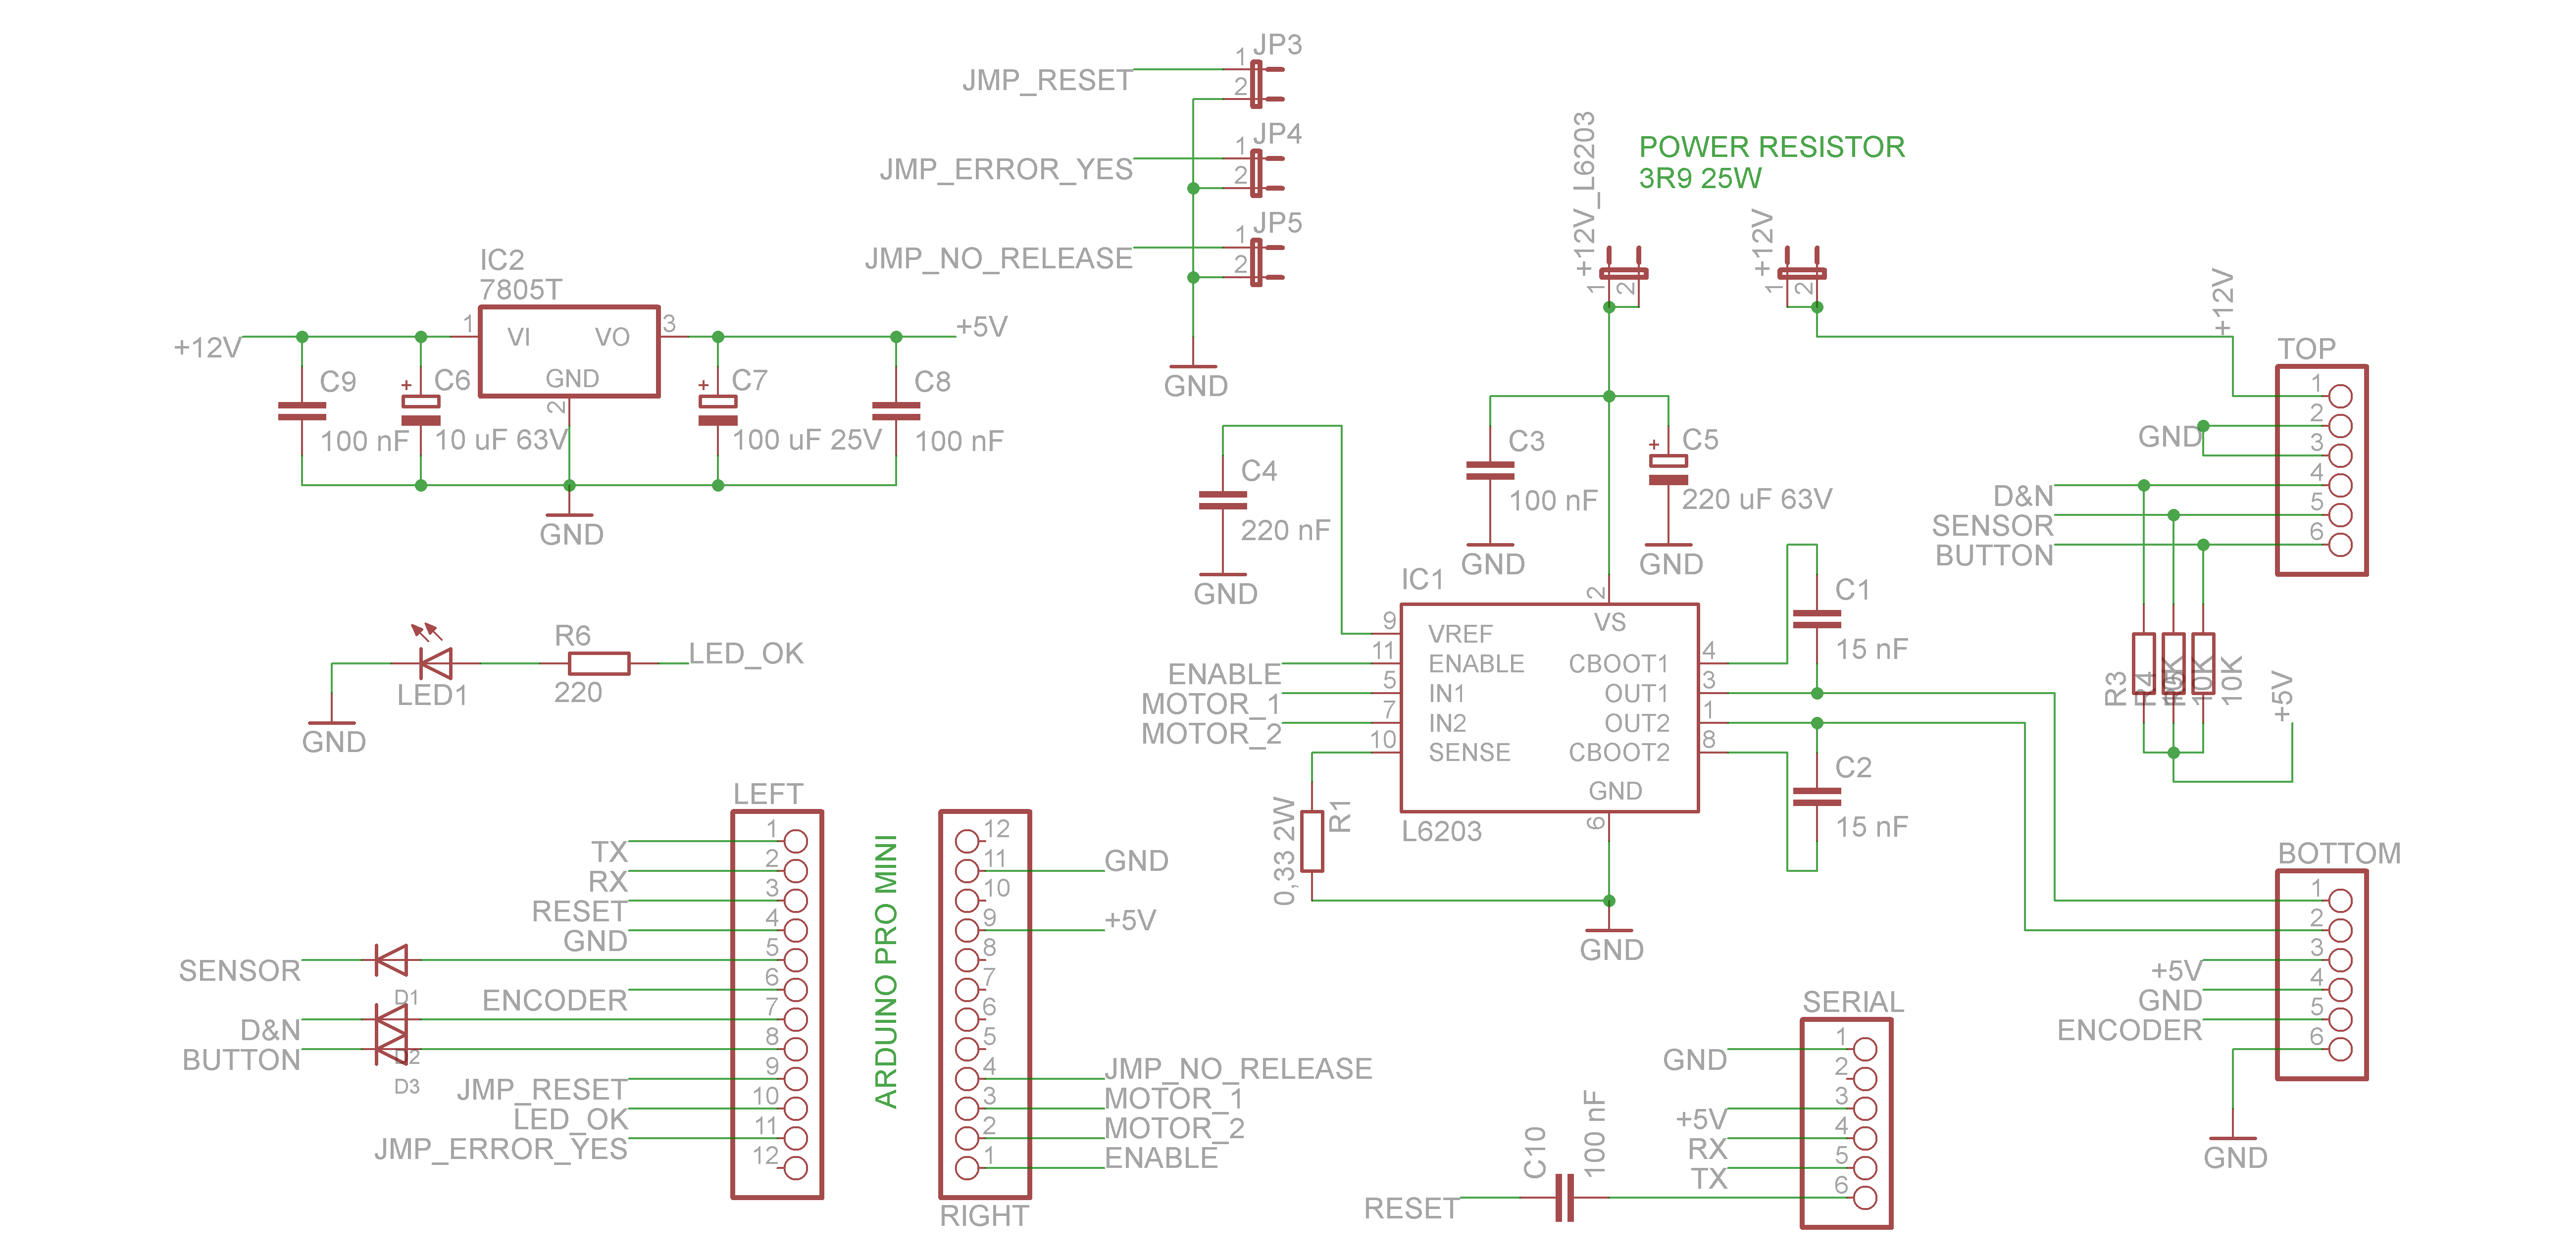 JP3
1
JMP_RESET
2
JP4
1
JMP_ERROR_YES
2
JP5
1
JMP_NO_RELEASE
2
GND
+12V_L6203
1
2
POWER RESISTOR
3R9 25W
+12V
1
2
IC2
7805T
+12V
1
VI
VO
3
+5V
GND
2
C9
100 nF
+
C6
10 uF 63V
+
C7
100 uF 25V
C8
100 nF
GND
C4
220 nF
GND
C3
100 nF
GND
+
C5
220 uF 63V
GND
+12V
TOP
1
2
GND
3
D&N
4
SENSOR
5
BUTTON
6
R3
R4
10K
10K
+5V
LED1
R6
220
LED_OK
GND
IC1
2
VS
9
VREF
ENABLE
11
ENABLE
MOTOR_1
5
IN1
MOTOR_2
7
IN2
10
SENSE
CBOOT1
4
OUT1
3
OUT2
1
CBOOT2
8
GND
6
L6203
C1
15 nF
C2
15 nF
0,33 2W
R1
GND
LEFT
TX
1
RX
2
RESET
3
GND
4
SENSOR
D1
5
ENCODER
6
D&N
7
BUTTON
D2
8
D3
JMP_RESET
9
LED_OK
10
JMP_ERROR_YES
11
12
ARDUINO PRO MINI
12
11
GND
10
9
+5V
8
7
6
5
4
JMP_NO_RELEASE
3
MOTOR_1
2
MOTOR_2
1
ENABLE
RIGHT
SERIAL
GND
1
2
+5V
3
RX
4
TX
5
6
RESET
C10
100 nF
BOTTOM
1
2
+5V
3
GND
4
ENCODER
5
6
GND